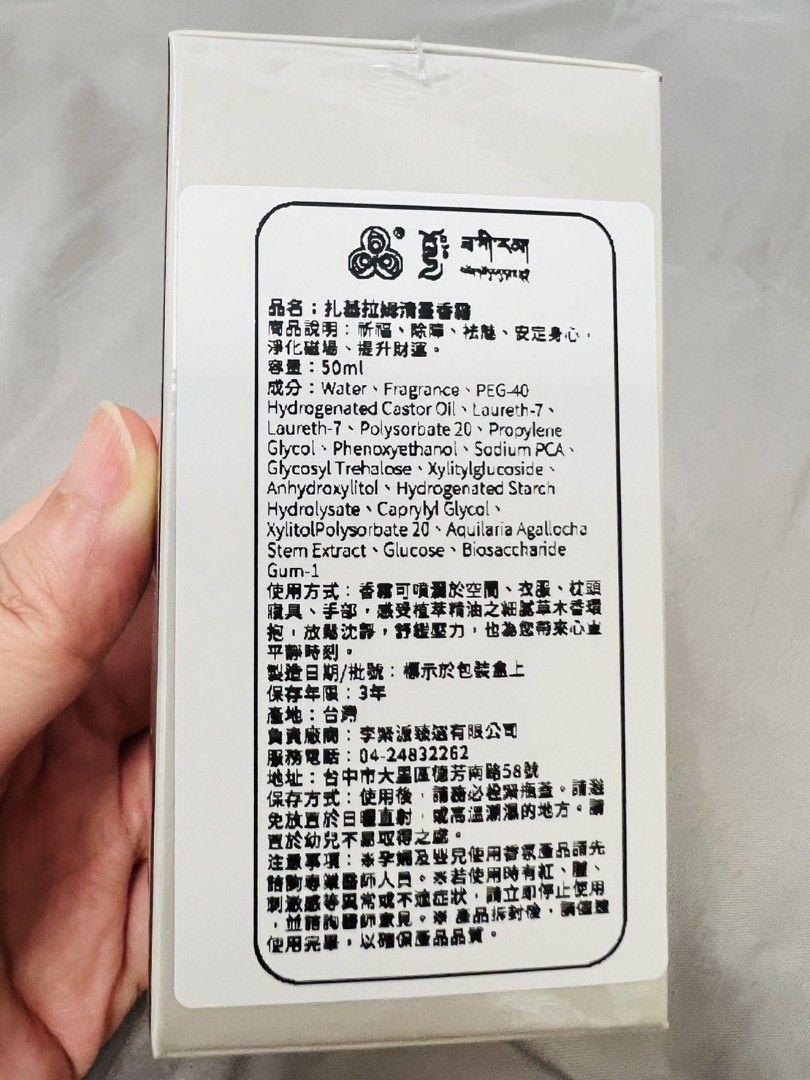 品名：扎基拉姆清靈香霧
商品說明：祈福、除障、祛魅、安定身心，
淨化磁場、提升財運。
容量：50ml
成分：Water、Fragrance、PEG-40
Hydrogenated Castor Oil、Laureth-7、
Laureth-7、Polysorbate 20、Propylene
Glycol、Phenoxyethanol、Sodium PCA、
Glycosyl Trehalose、Xylitylglucoside、
Anhydroxylitol、Hydrogenated Starch
Hydrolysate、Caprylyl Glycol、
XylitolPolysorbate 20、Aquilaria Agallocha
Stem Extract、Glucose、Biosaccharide
Gum-1
使用方式：香霧可噴灑於空間、衣服、枕頭
寢具、手部，感受植萃精油之細膩草木香環
抱，放鬆沈靜，舒緩壓力，也為您帶來心靈
平靜時刻。
製造日期/批號：標示於包裝盒上
保存年限：3年
產地：台灣
負責廠商：李緊派臻選有限公司
服務電話：04-24832262
地址：台中市大里區德芳南路58號
保存方式：使用後，請務必栓緊瓶蓋。請避
免放置於日曬直射，或高溫潮濕的地方。請
置於幼兒不易取得之處。
注意事項：※孕婦及嬰兒使用香氛產品請先
諮詢專業醫師人員。※若使用時有紅、腫、
刺激感等異常或不適症狀，請立即停止使用
，並諮詢醫師意見。※產品拆封後，請儘速
使用完畢，以確保產品品質。